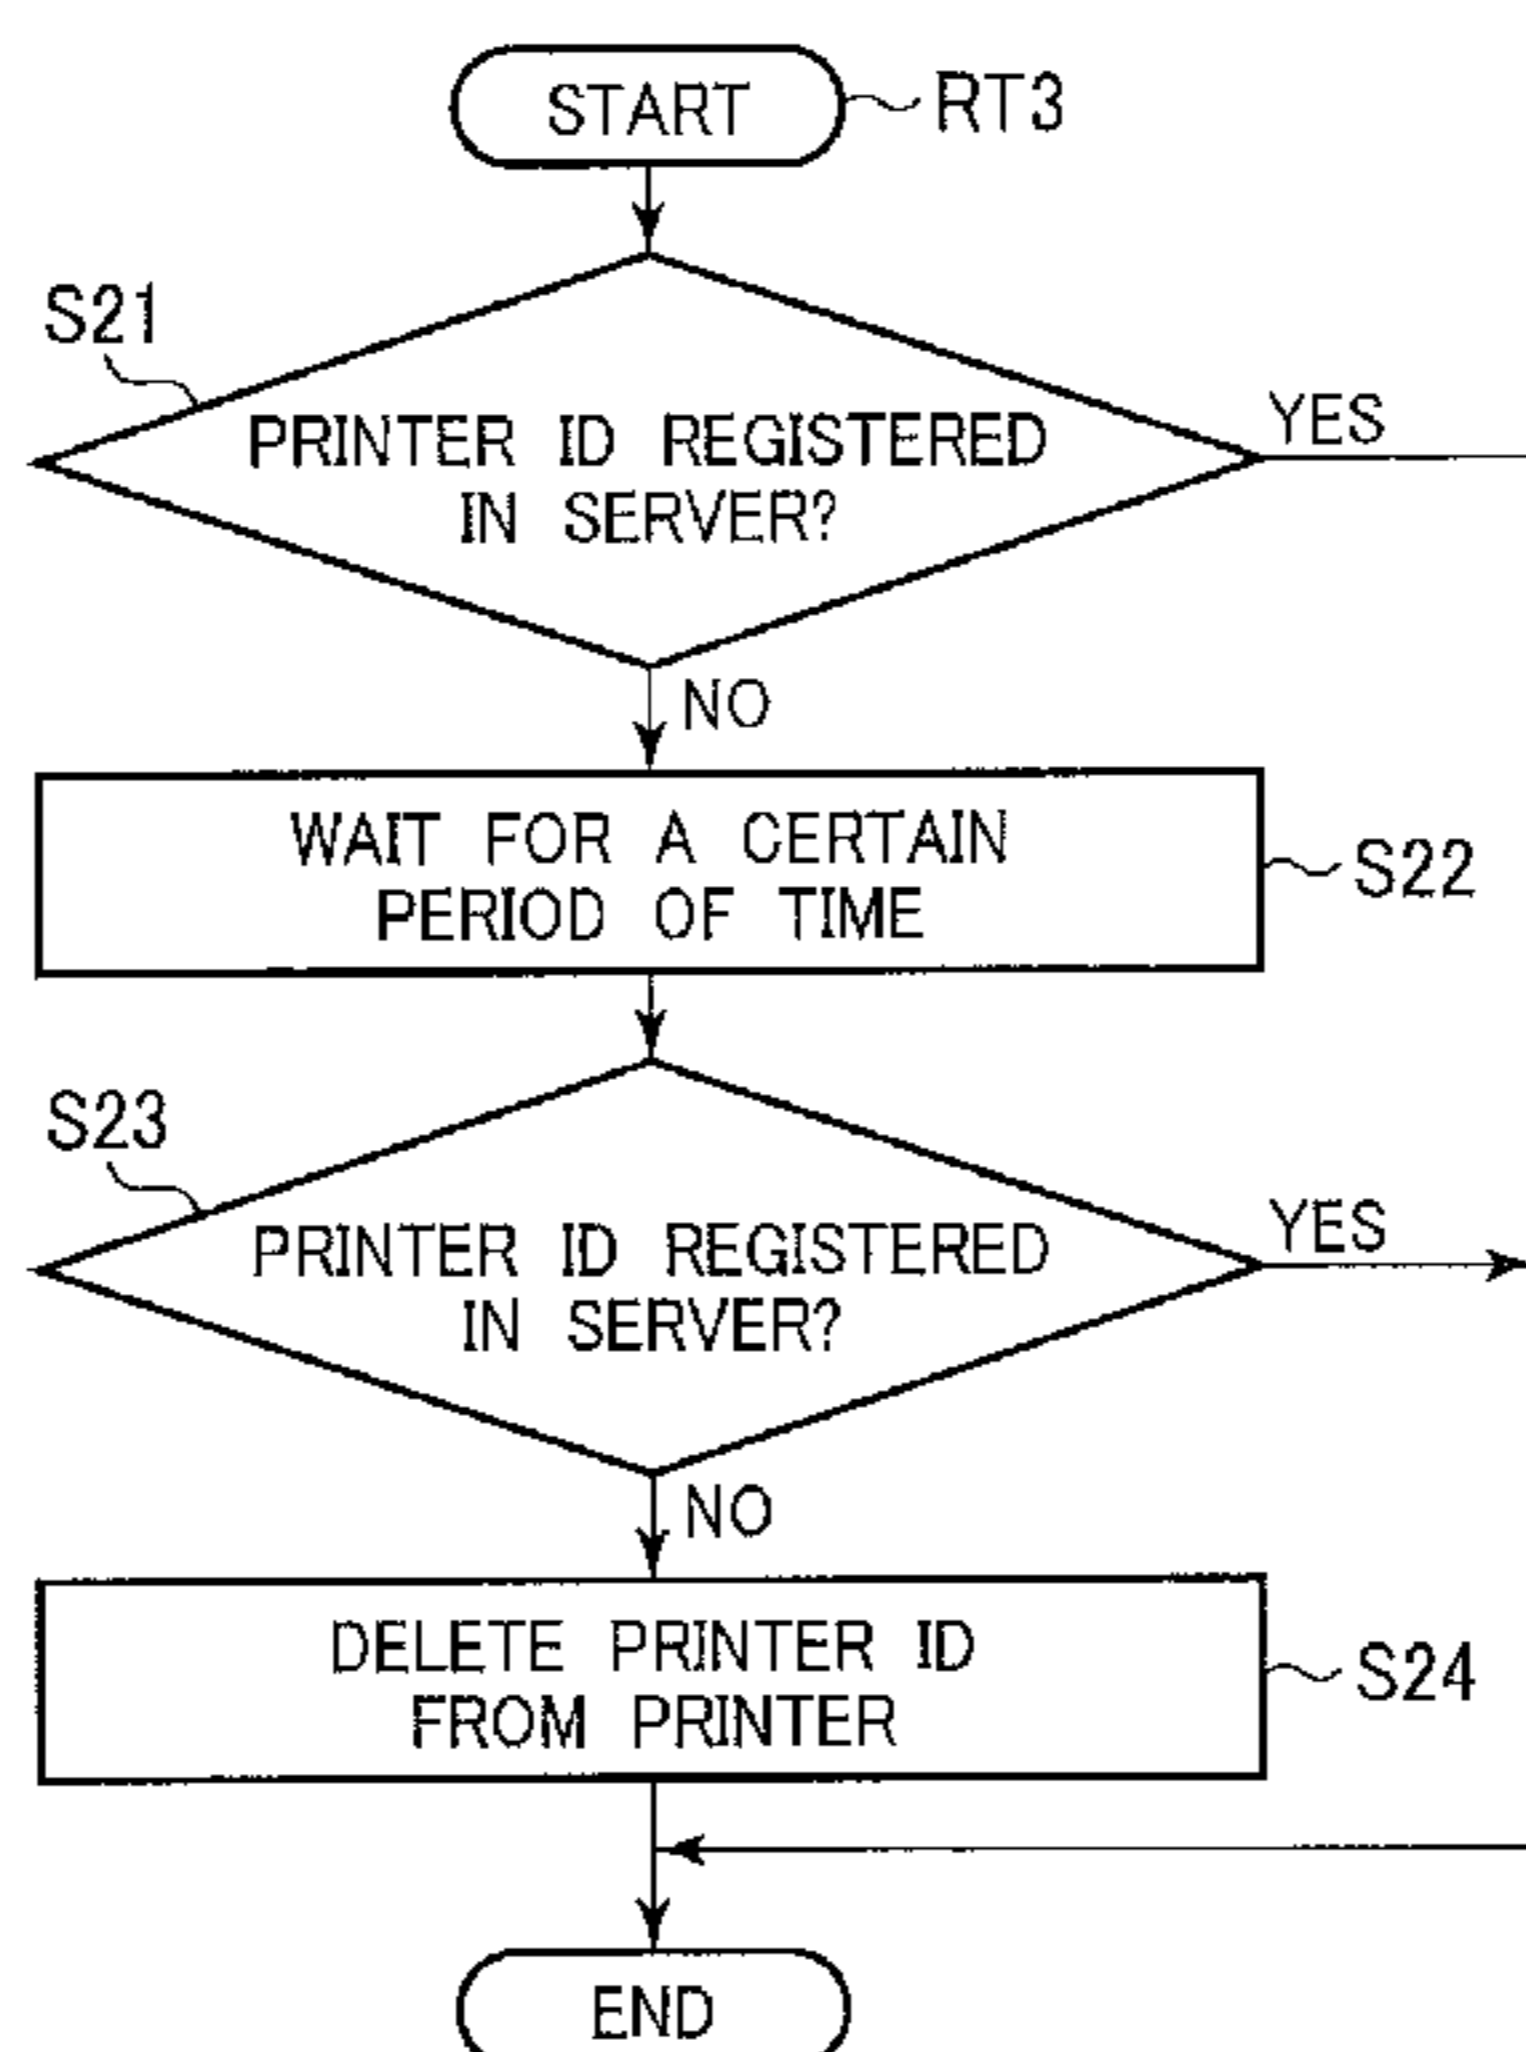 START
RT3
S21
PRINTER ID REGISTERED
IN SERVER?
YES
NO
WAIT FOR A CERTAIN
PERIOD OF TIME
S22
S23
PRINTER ID REGISTERED
IN SERVER?
YES
NO
DELETE PRINTER ID
FROM PRINTER
S24
END